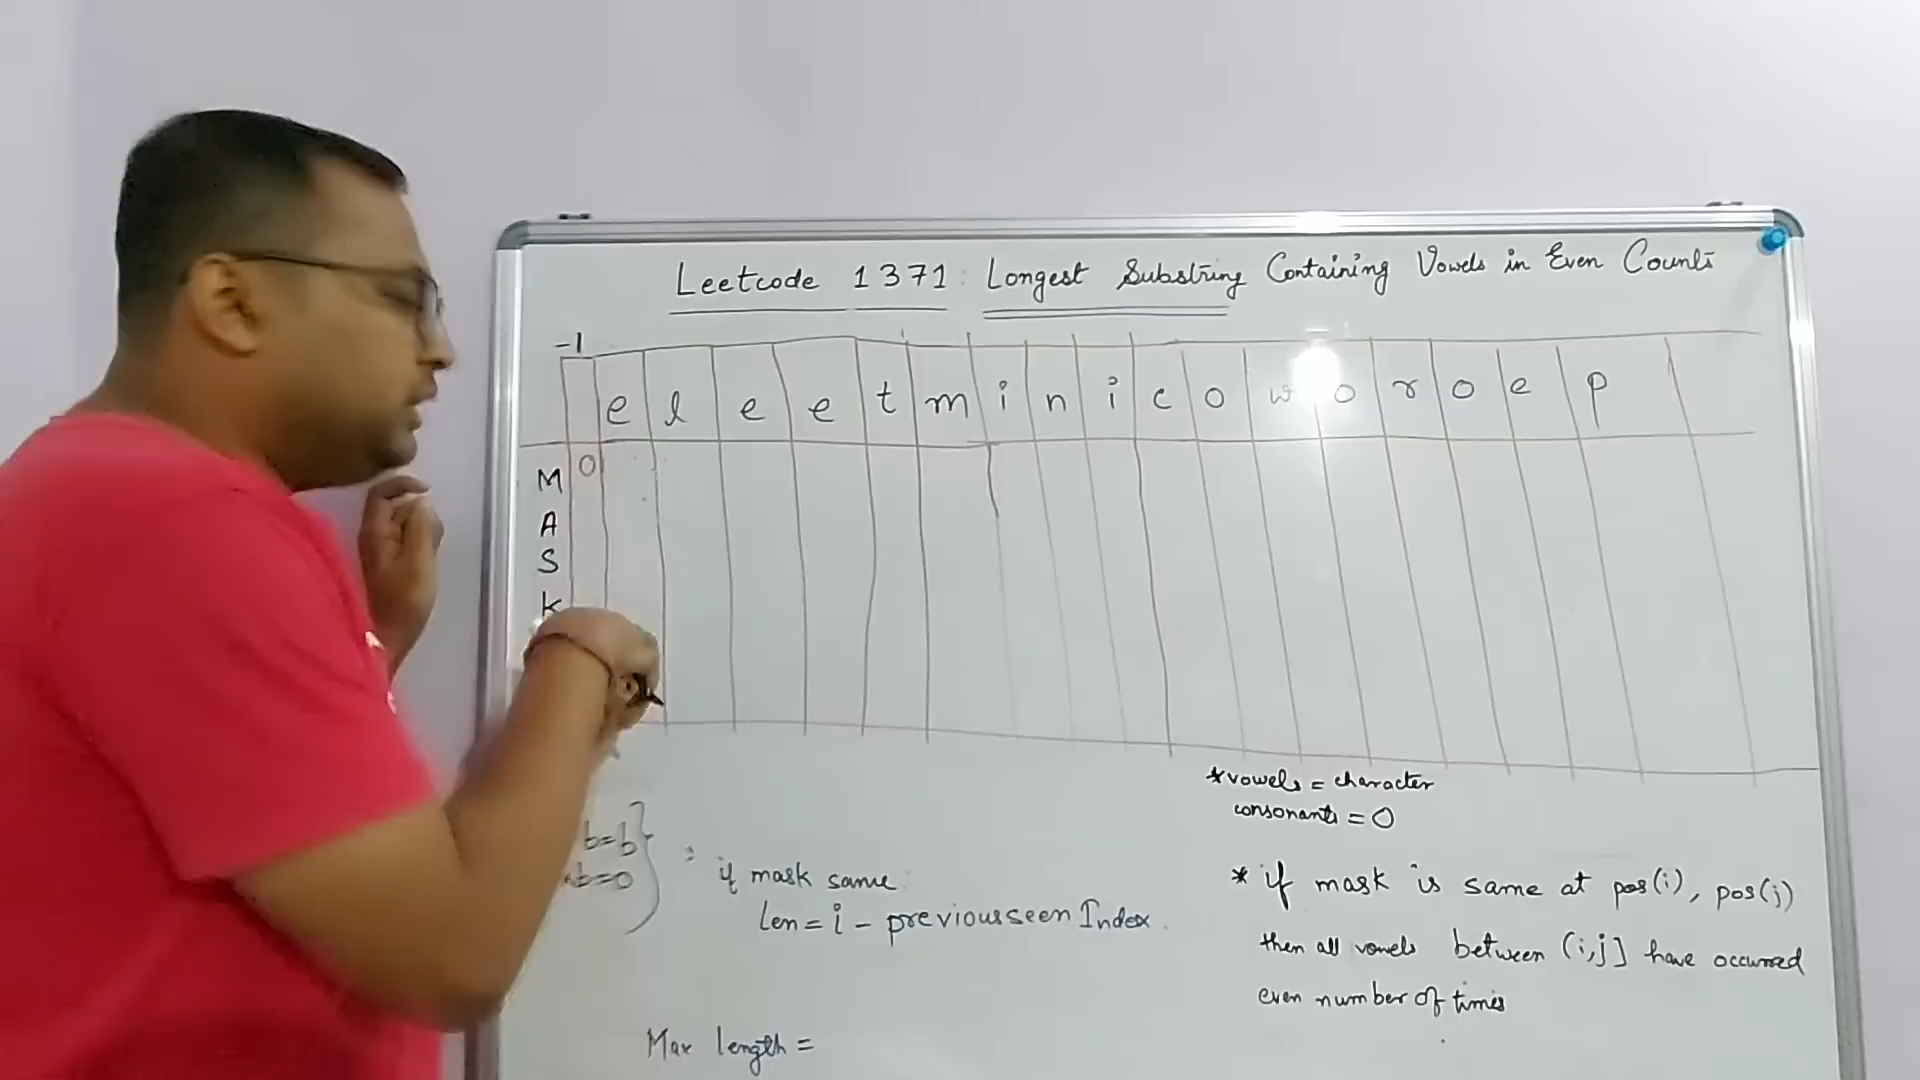 Leetcode 1371: Longest Substring Containing Vowels in Even Counts
-1
e l e e t m i n i c o w o r o e p
0
M
A
S
K
*vowels = character
consonants = 0
b=b
b=0
: if mask same
len = i - previousseen Index.
* if mask is same at pos(i), pos(j)
then all vowels between (i,j] have occurred
even number of times
Max length =